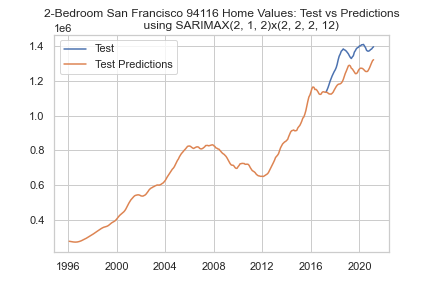 2-Bedroom San Francisco 94116 Home Values: Test vs Predictions
using SARIMAX(2, 1, 2)x(2, 2, 2, 12)
1e6
Test
Test Predictions
1.4
1.2
1.0
0.8
0.6
0.4
1996 2000 2004 2008 2012 2016 2020